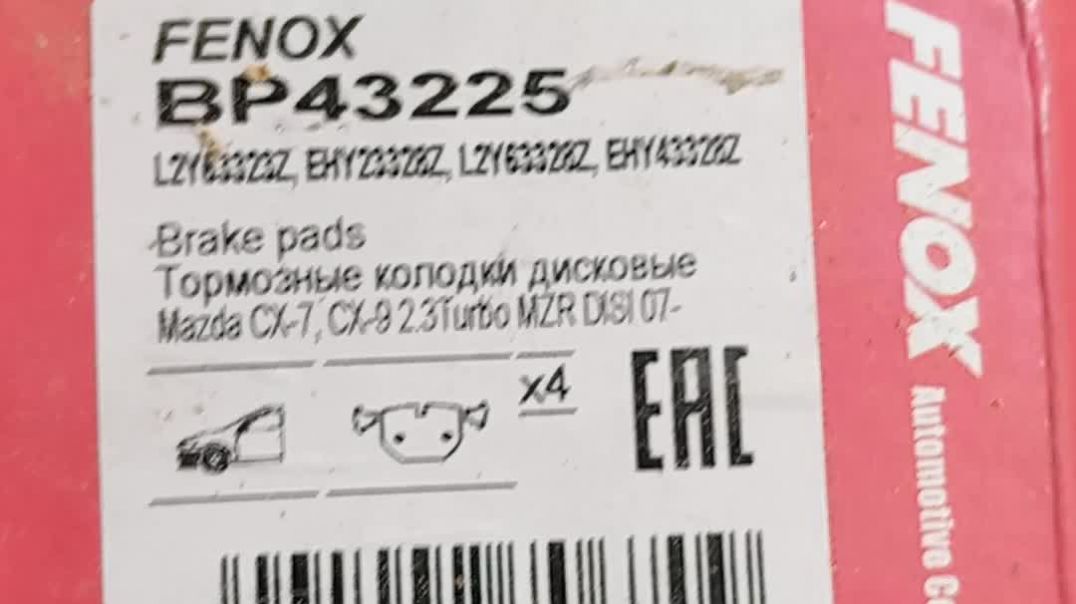 FENOX
BP43225
L2Y63323Z, EHY23328Z, L2Y63328Z, EHY43328Z
Brake pads
Тормозные колодки дисковые
Mazda CX-7, CX-9 2.3Turbo MZR DISI 07-
x4
EAC
FENOX
Automotive